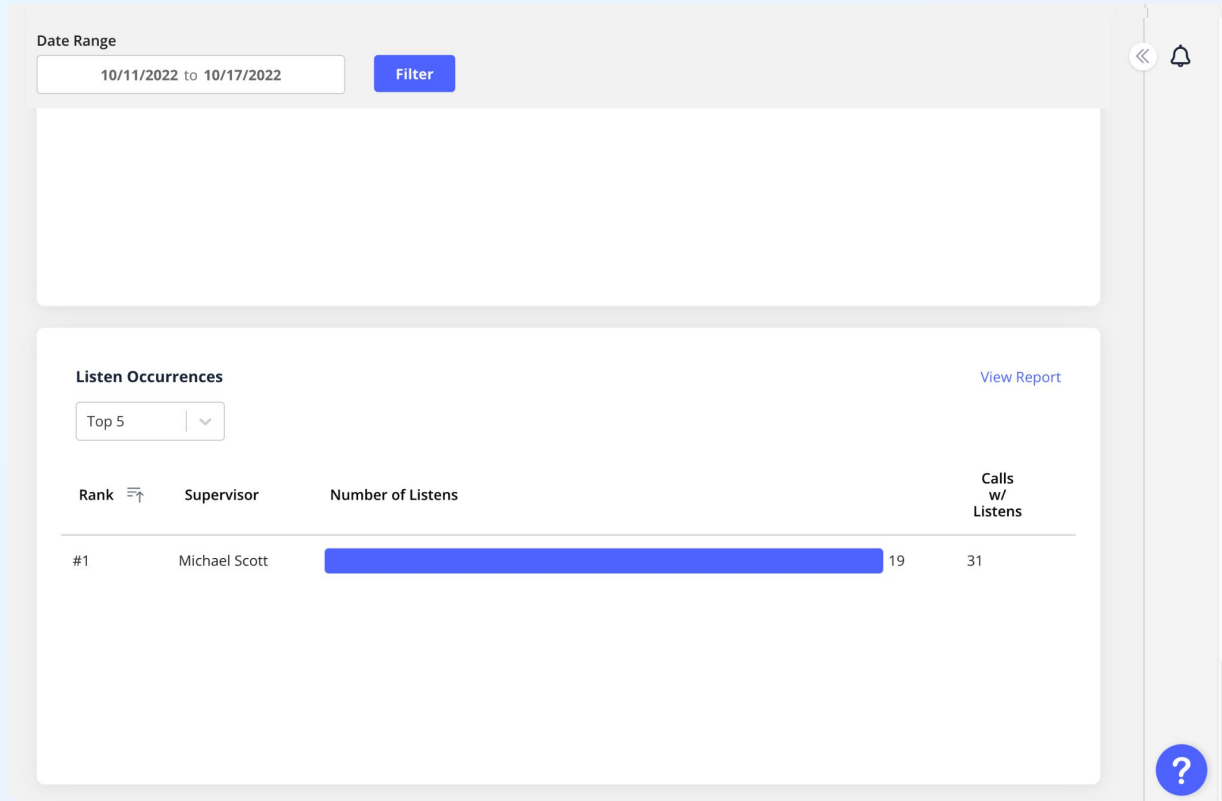 Date Range
10/11/2022 to 10/17/2022
Filter
Listen Occurrences
View Report
Top 5
Rank Supervisor Number of Listens Calls
w/
Listens
#1 Michael Scott 19 31
?